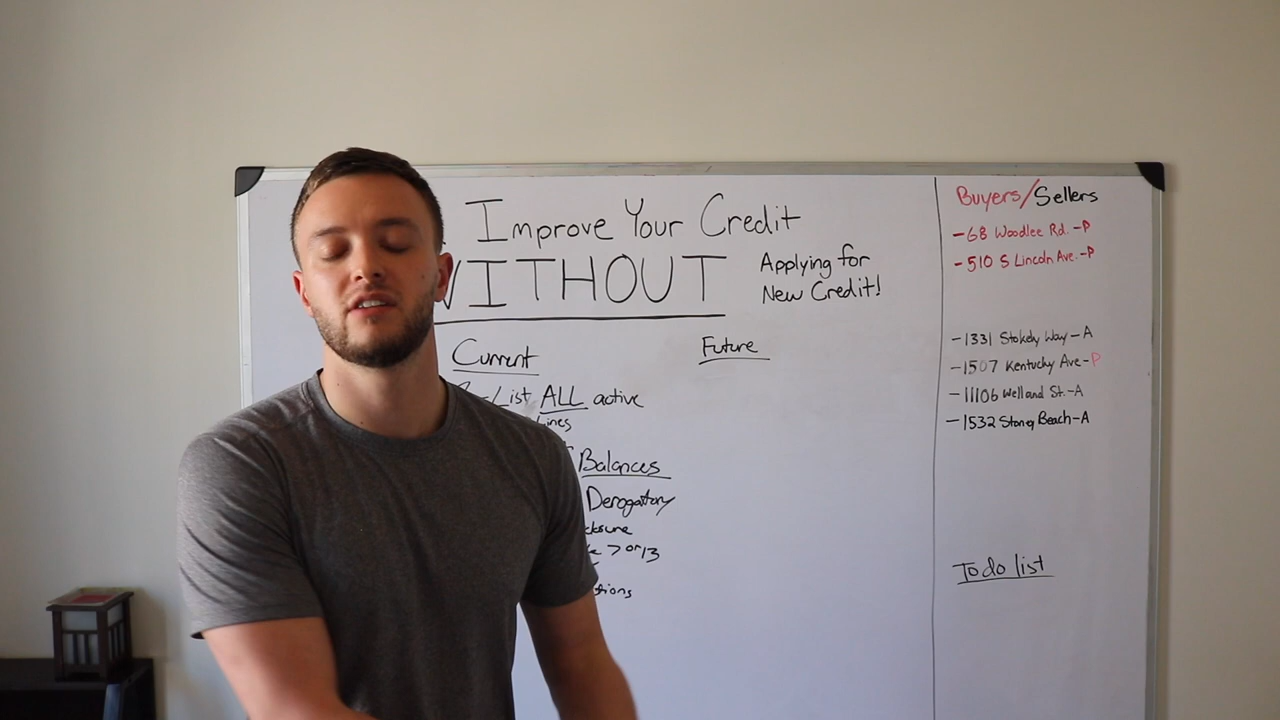 Improve Your Credit
WITHOUT
Applying for
New Credit!
Current
Future
List ALL active
Lines
Balances
Derogatory
> or 13
Buyers/Sellers
-68 Woodlee Rd. -P
-510 S Lincoln Ave. -P
-1331 Stokely Way-A
-1507 Kentucky Ave-P
-11106 Welland St.-A
-1532 Stoney Beach-A
To do list